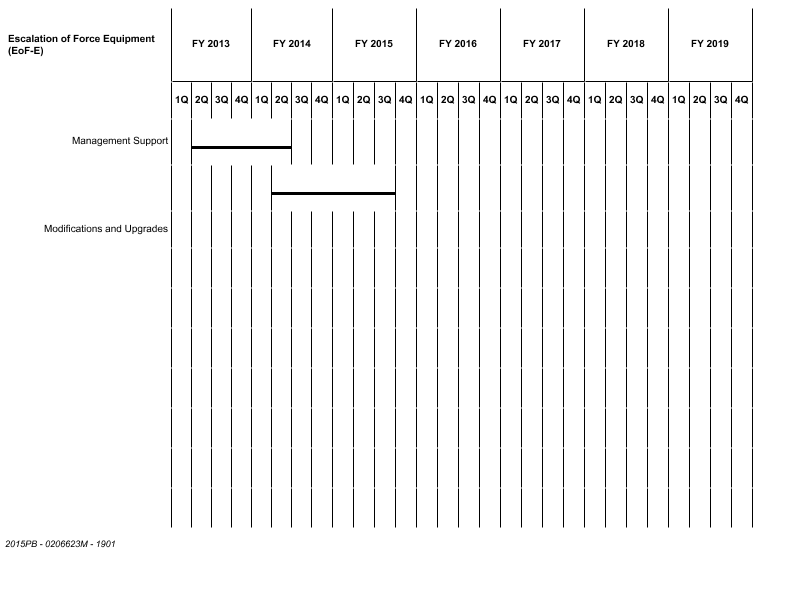 Escalation of Force Equipment
(EoF-E)
FY 2013 FY 2014 FY 2015 FY 2016 FY 2017 FY 2018 FY 2019
1Q 2Q 3Q 4Q 1Q 2Q 3Q 4Q 1Q 2Q 3Q 4Q 1Q 2Q 3Q 4Q 1Q 2Q 3Q 4Q 1Q 2Q 3Q 4Q 1Q 2Q 3Q 4Q
Management Support
Modifications and Upgrades
2015PB - 0206623M - 1901